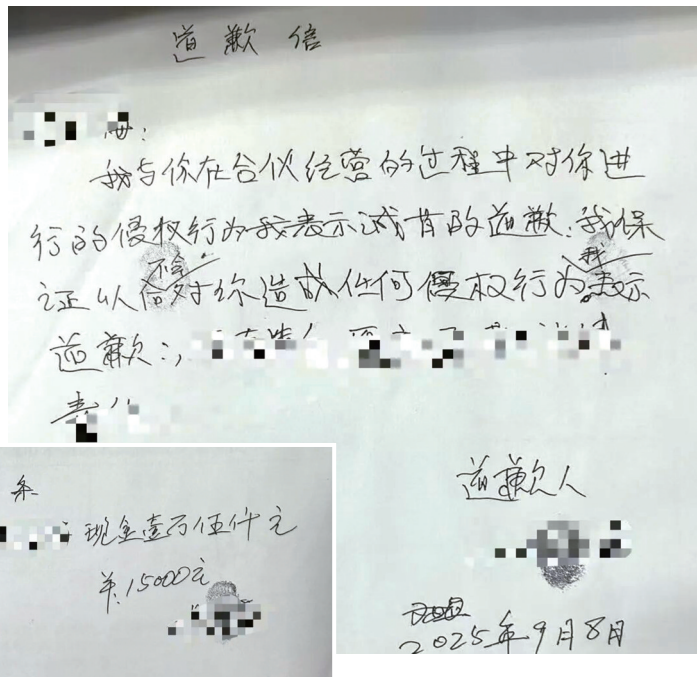 道歉信
海：
我与你在合伙经营的过程中对你进
行的侵权行为我表示诚肯的道歉：我保
不会 我
证以后对你造成任何侵权行为。表示
道歉：，
道歉人
2025年9月8日
条
现金壹万伍仟元
¥：15000元